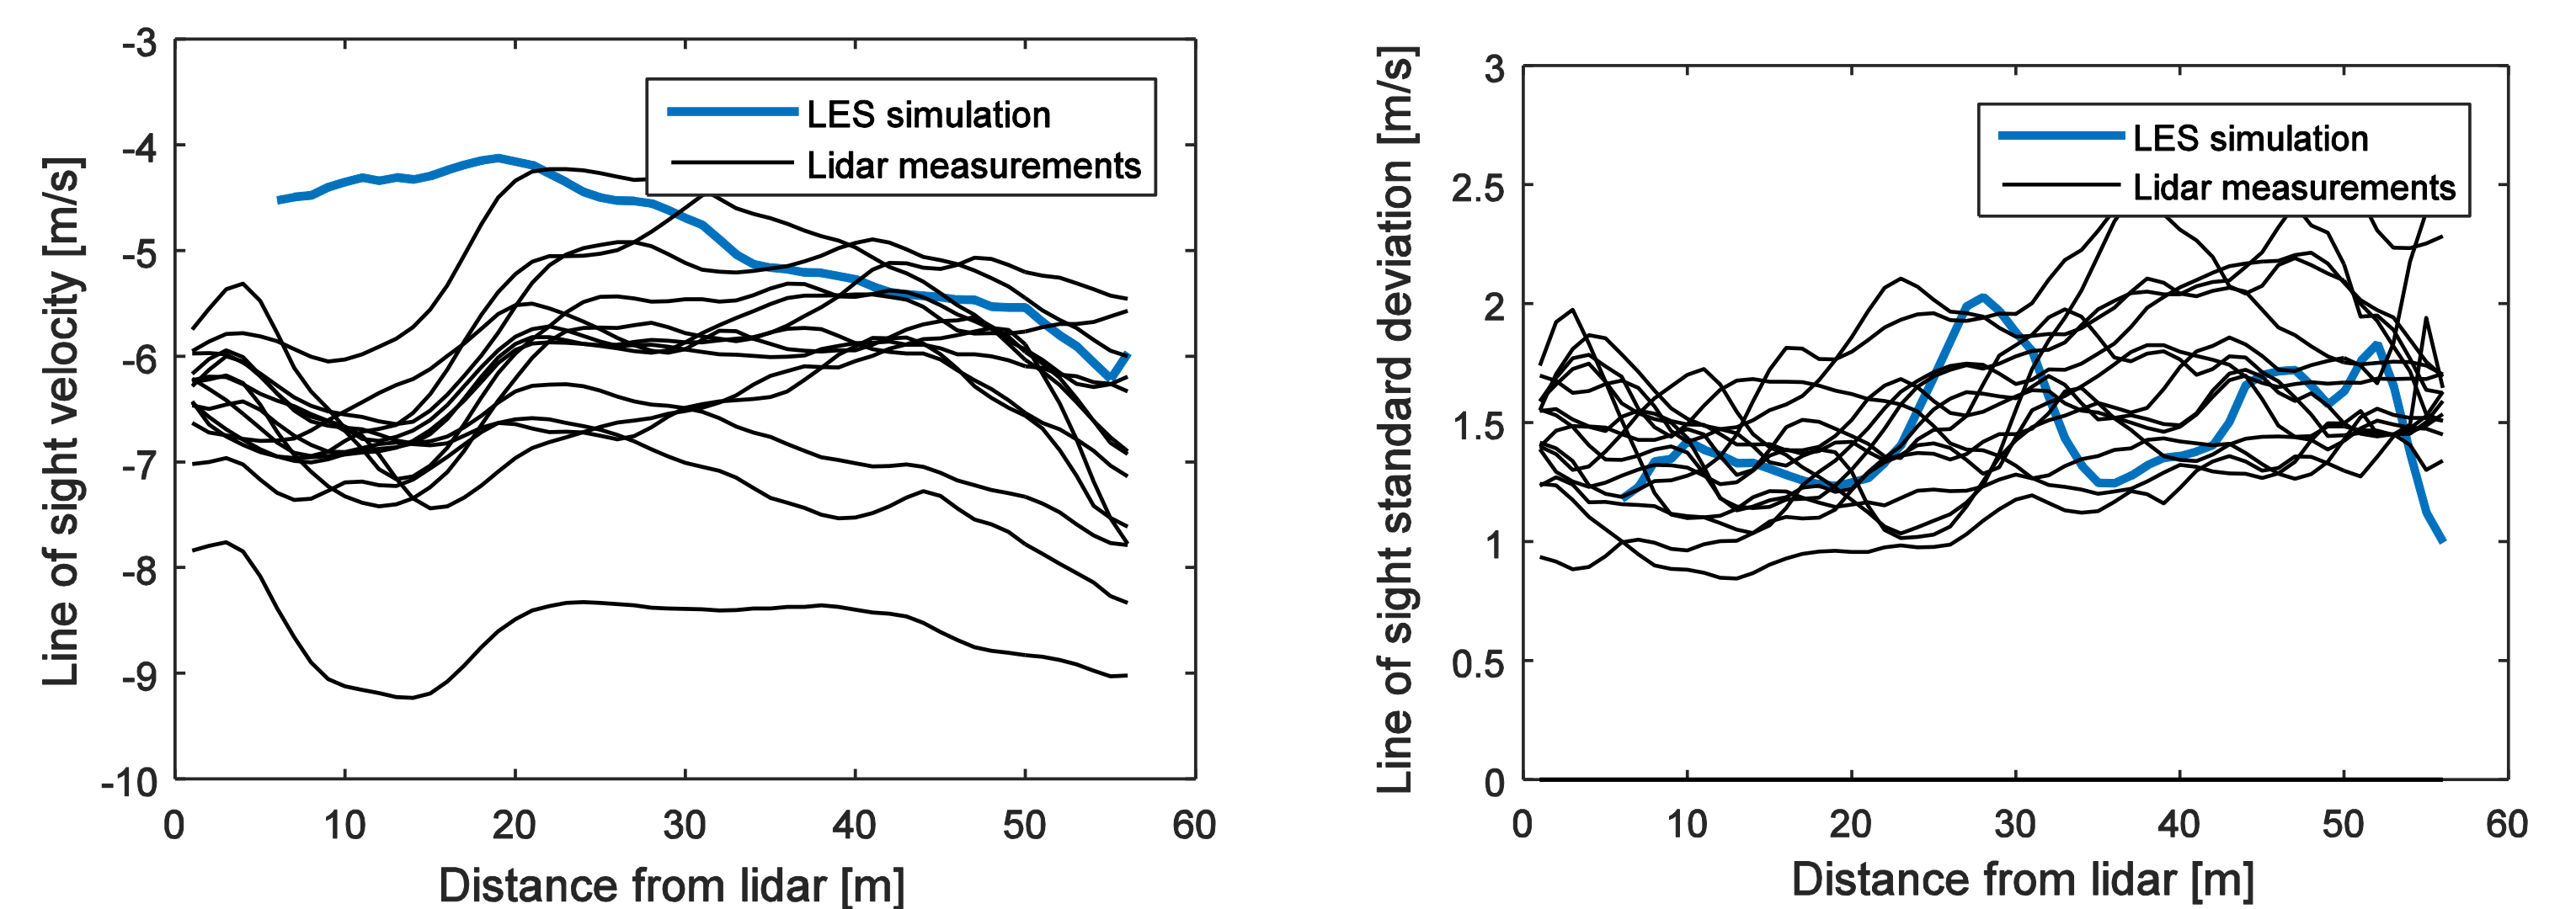 Line of sight velocity [m/s]
-3
-4
-5
-6
-7
-8
-9
-10
0 10 20 30 40 50 60
Distance from lidar [m]
LES simulation
Lidar measurements
Line of sight standard deviation [m/s]
3
2.5
2
1.5
1
0.5
0
0 10 20 30 40 50 60
Distance from lidar [m]
LES simulation
Lidar measurements